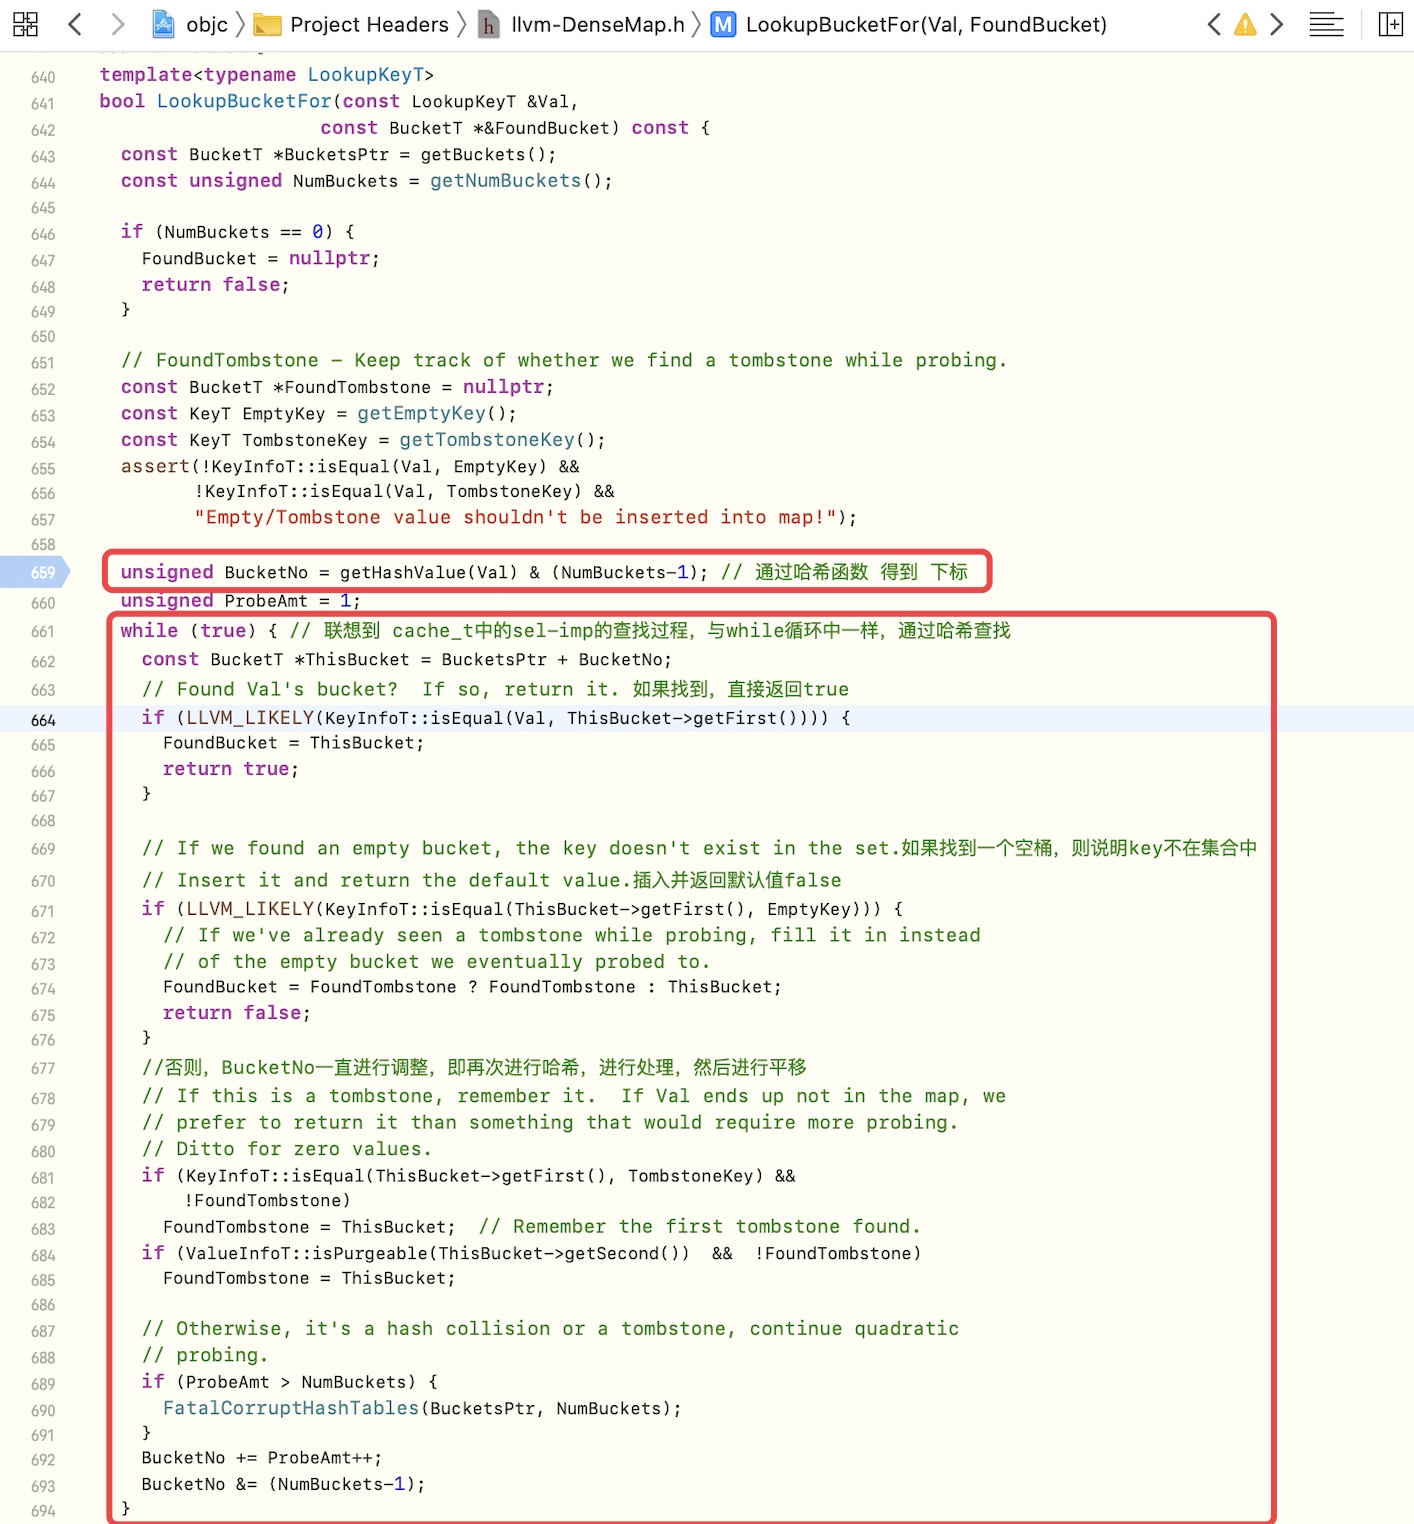 objc 〉 Project Headers 〉 h llvm-DenseMap.h 〉 M LookupBucketFor(Val, FoundBucket)
640 template<typename LookupKeyT>
641 bool LookupBucketFor(const LookupKeyT &Val,
642 const BucketT *&FoundBucket) const {
643 const BucketT *BucketsPtr = getBuckets();
644 const unsigned NumBuckets = getNumBuckets();
645
646 if (NumBuckets == 0) {
647 FoundBucket = nullptr;
648 return false;
649 }
650
651 // FoundTombstone - Keep track of whether we find a tombstone while probing.
652 const BucketT *FoundTombstone = nullptr;
653 const KeyT EmptyKey = getEmptyKey();
654 const KeyT TombstoneKey = getTombstoneKey();
655 assert(!KeyInfoT::isEqual(Val, EmptyKey) &&
656 !KeyInfoT::isEqual(Val, TombstoneKey) &&
657 "Empty/Tombstone value shouldn't be inserted into map!");
658
659 unsigned BucketNo = getHashValue(Val) & (NumBuckets-1); // 通过哈希函数 得到 下标
660 unsigned ProbeAmt = 1;
661 while (true) { // 联想到 cache_t中的sel-imp的查找过程，与while循环中一样，通过哈希查找
662 const BucketT *ThisBucket = BucketsPtr + BucketNo;
663 // Found Val's bucket?  If so, return it. 如果找到，直接返回true
664 if (LLVM_LIKELY(KeyInfoT::isEqual(Val, ThisBucket->getFirst()))) {
665 FoundBucket = ThisBucket;
666 return true;
667 }
668
669 // If we found an empty bucket, the key doesn't exist in the set.如果找到一个空桶，则说明key不在集合中
670 // Insert it and return the default value.插入并返回默认值false
671 if (LLVM_LIKELY(KeyInfoT::isEqual(ThisBucket->getFirst(), EmptyKey))) {
672 // If we've already seen a tombstone while probing, fill it in instead
673 // of the empty bucket we eventually probed to.
674 FoundBucket = FoundTombstone ? FoundTombstone : ThisBucket;
675 return false;
676 }
677 //否则，BucketNo一直进行调整，即再次进行哈希，进行处理，然后进行平移
678 // If this is a tombstone, remember it.  If Val ends up not in the map, we
679 // prefer to return it than something that would require more probing.
680 // Ditto for zero values.
681 if (KeyInfoT::isEqual(ThisBucket->getFirst(), TombstoneKey) &&
682 !FoundTombstone)
683 FoundTombstone = ThisBucket;  // Remember the first tombstone found.
684 if (ValueInfoT::isPurgeable(ThisBucket->getSecond())  &&  !FoundTombstone)
685 FoundTombstone = ThisBucket;
686
687 // Otherwise, it's a hash collision or a tombstone, continue quadratic
688 // probing.
689 if (ProbeAmt > NumBuckets) {
690 FatalCorruptHashTables(BucketsPtr, NumBuckets);
691 }
692 BucketNo += ProbeAmt++;
693 BucketNo &= (NumBuckets-1);
694 }